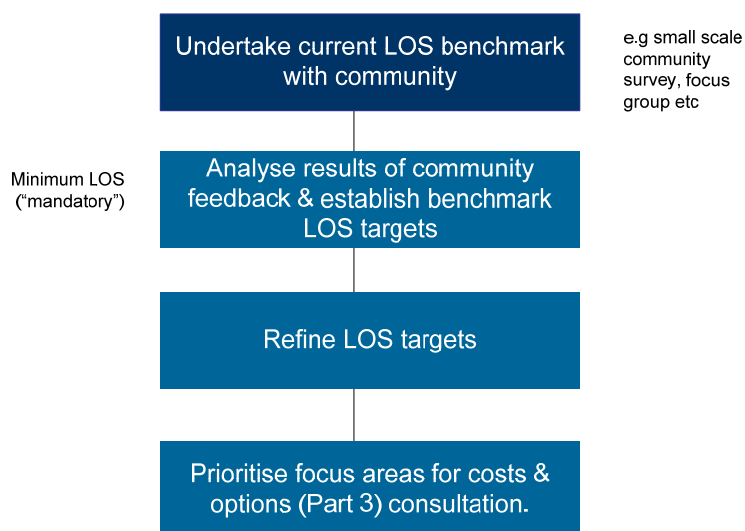 Undertake current LOS benchmark
with community
e.g small scale
community
survey, focus
group etc
Minimum LOS
(“mandatory”)
Analyse results of community
feedback & establish benchmark
LOS targets
Refine LOS targets
Prioritise focus areas for costs &
options (Part 3) consultation.